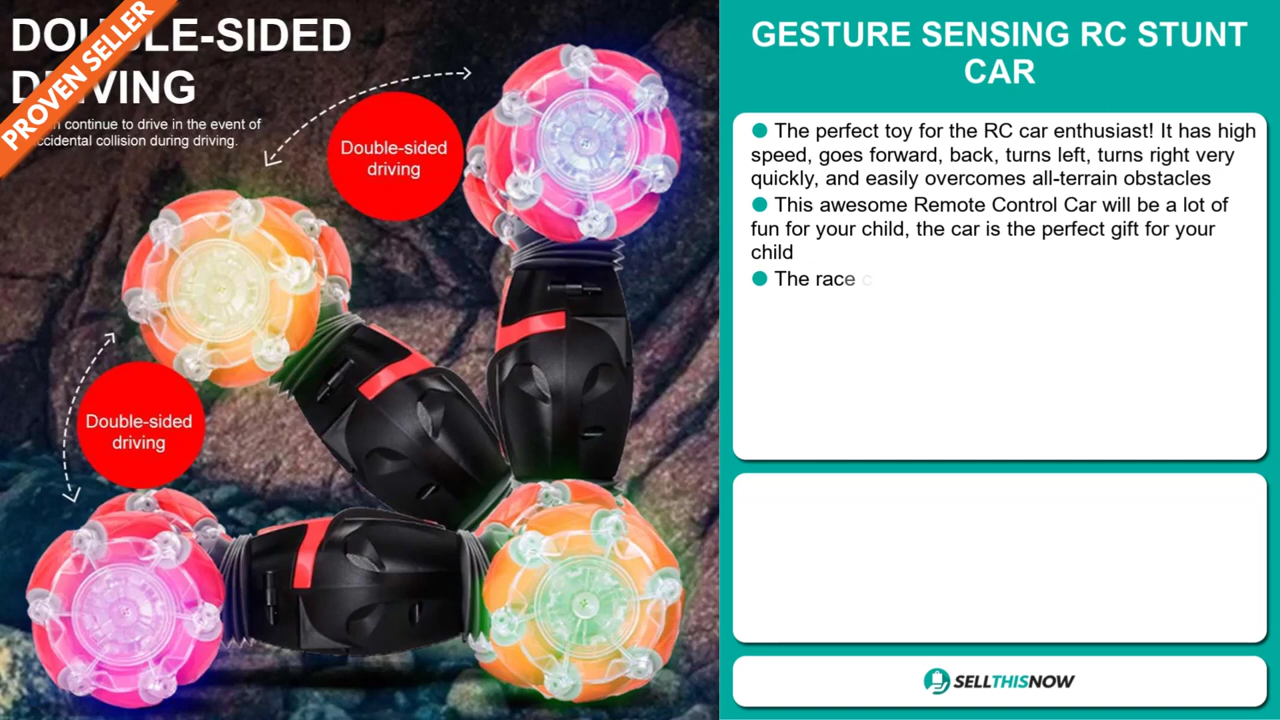 DOUBLE-SIDED
DRIVING
PROVEN SELLER
continue to drive in the event of
accidental collision during driving.
Double-sided
driving
Double-sided
driving
GESTURE SENSING RC STUNT
CAR
The perfect toy for the RC car enthusiast! It has high
speed, goes forward, back, turns left, turns right very
quickly, and easily overcomes all-terrain obstacles
This awesome Remote Control Car will be a lot of
fun for your child, the car is the perfect gift for your
child
The race c
SELLTHISNOW